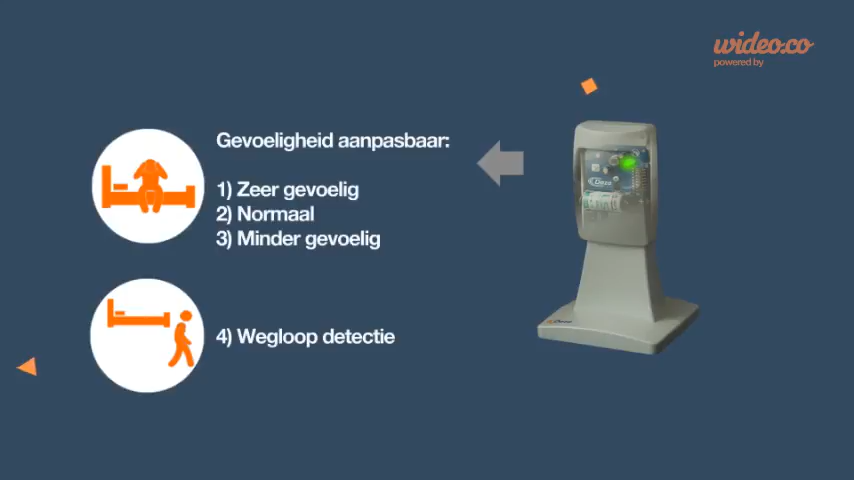 wideo.co
powered by
Gevoeligheid aanpasbaar:
1) Zeer gevoelig
2) Normaal
3) Minder gevoelig
4) Wegloop detectie